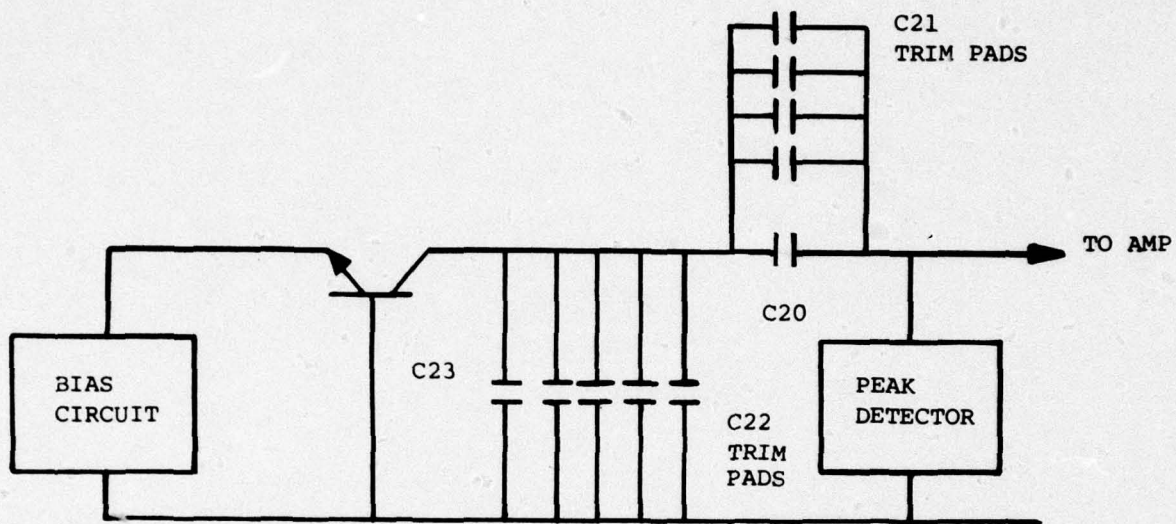 C21
TRIM PADS
TO AMP
C20
C23
BIAS
CIRCUIT
PEAK
DETECTOR
C22
TRIM
PADS